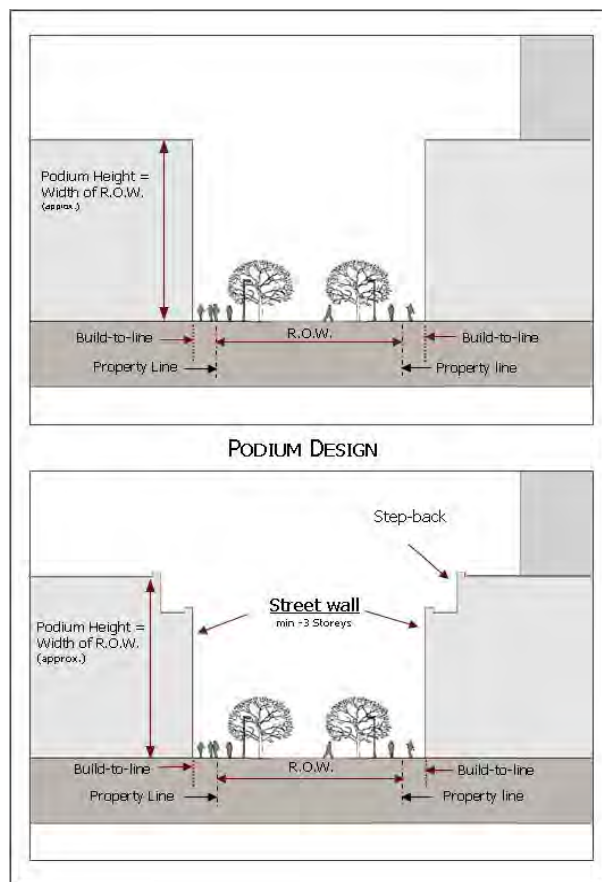 Podium Height =
Width of R.O.W.
(approx.)
R.O.W.
Build-to-line
Build-to-line
Property Line
Property line
PODIUM DESIGN
Step-back
Street wall
min -3 Storeys
Podium Height =
Width of R.O.W.
(approx.)
R.O.W.
Build-to-line
Build-to-line
Property Line
Property line